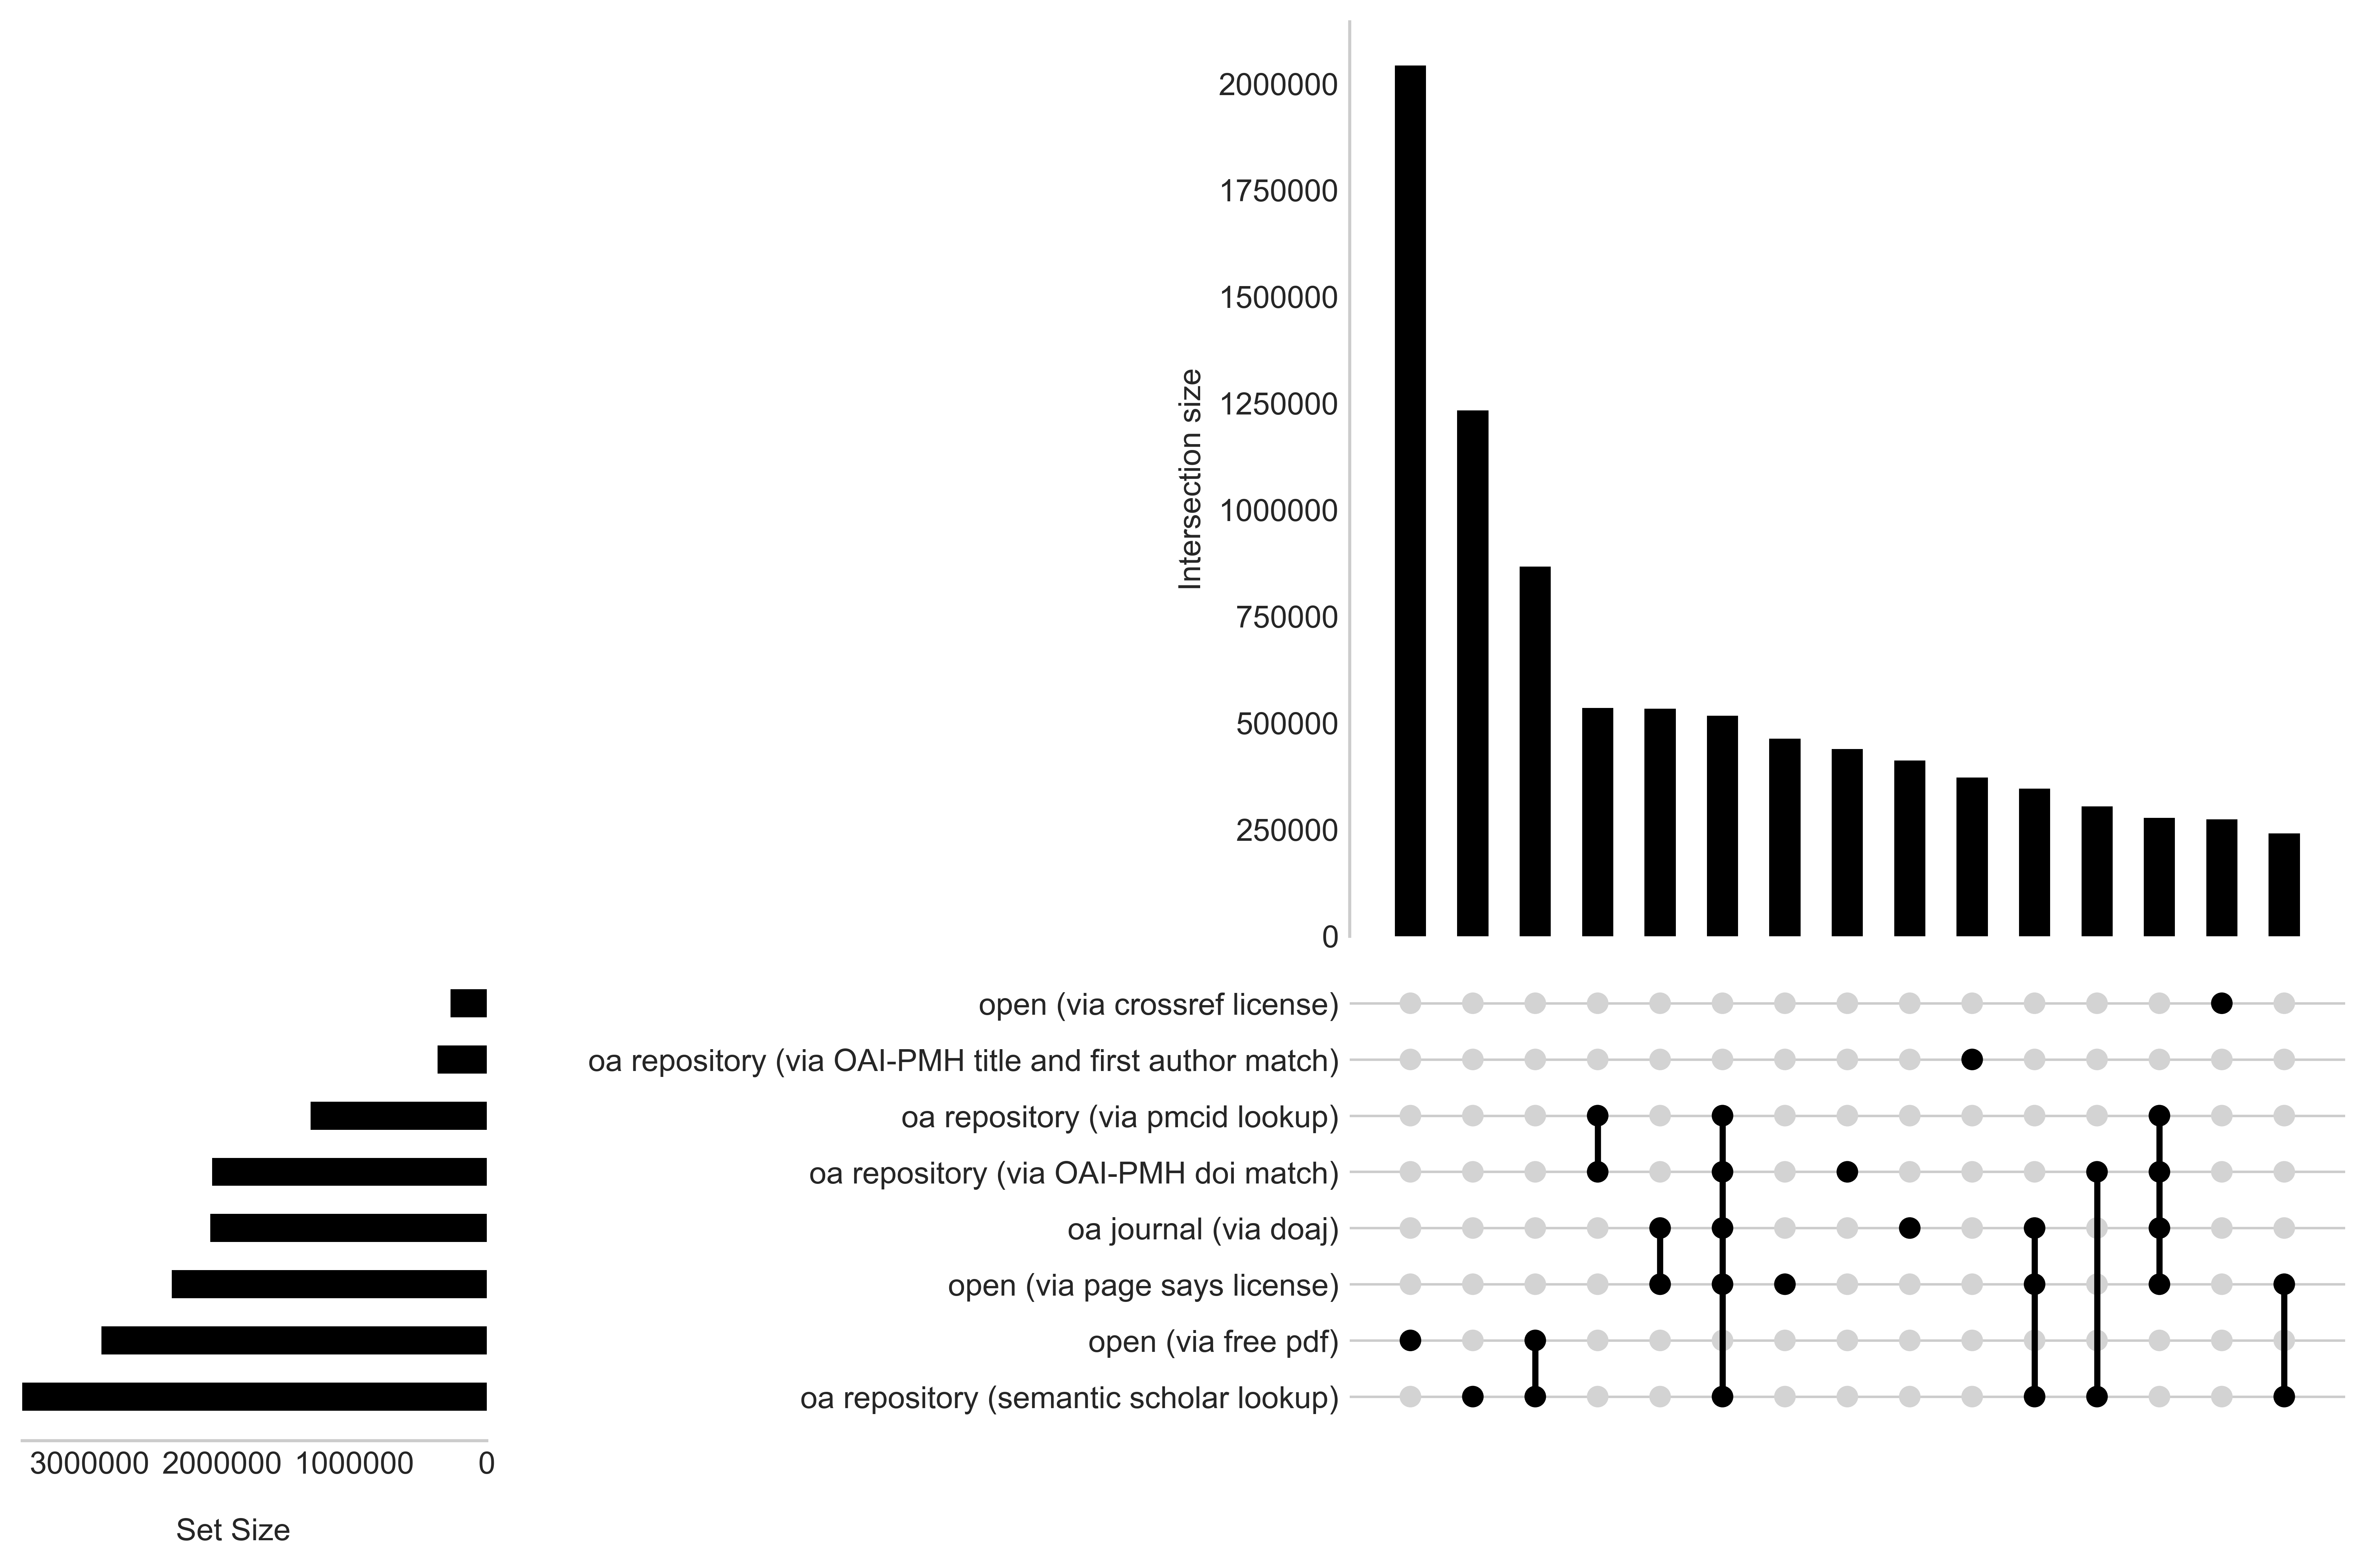 2000000
1750000
1500000
1250000
1000000
750000
500000
250000
0
Intersection size
open (via crossref license)
oa repository (via OAI-PMH title and first author match)
oa repository (via pmcid lookup)
oa repository (via OAI-PMH doi match)
oa journal (via doaj)
open (via page says license)
open (via free pdf)
oa repository (semantic scholar lookup)
3000000 2000000 1000000 0
Set Size